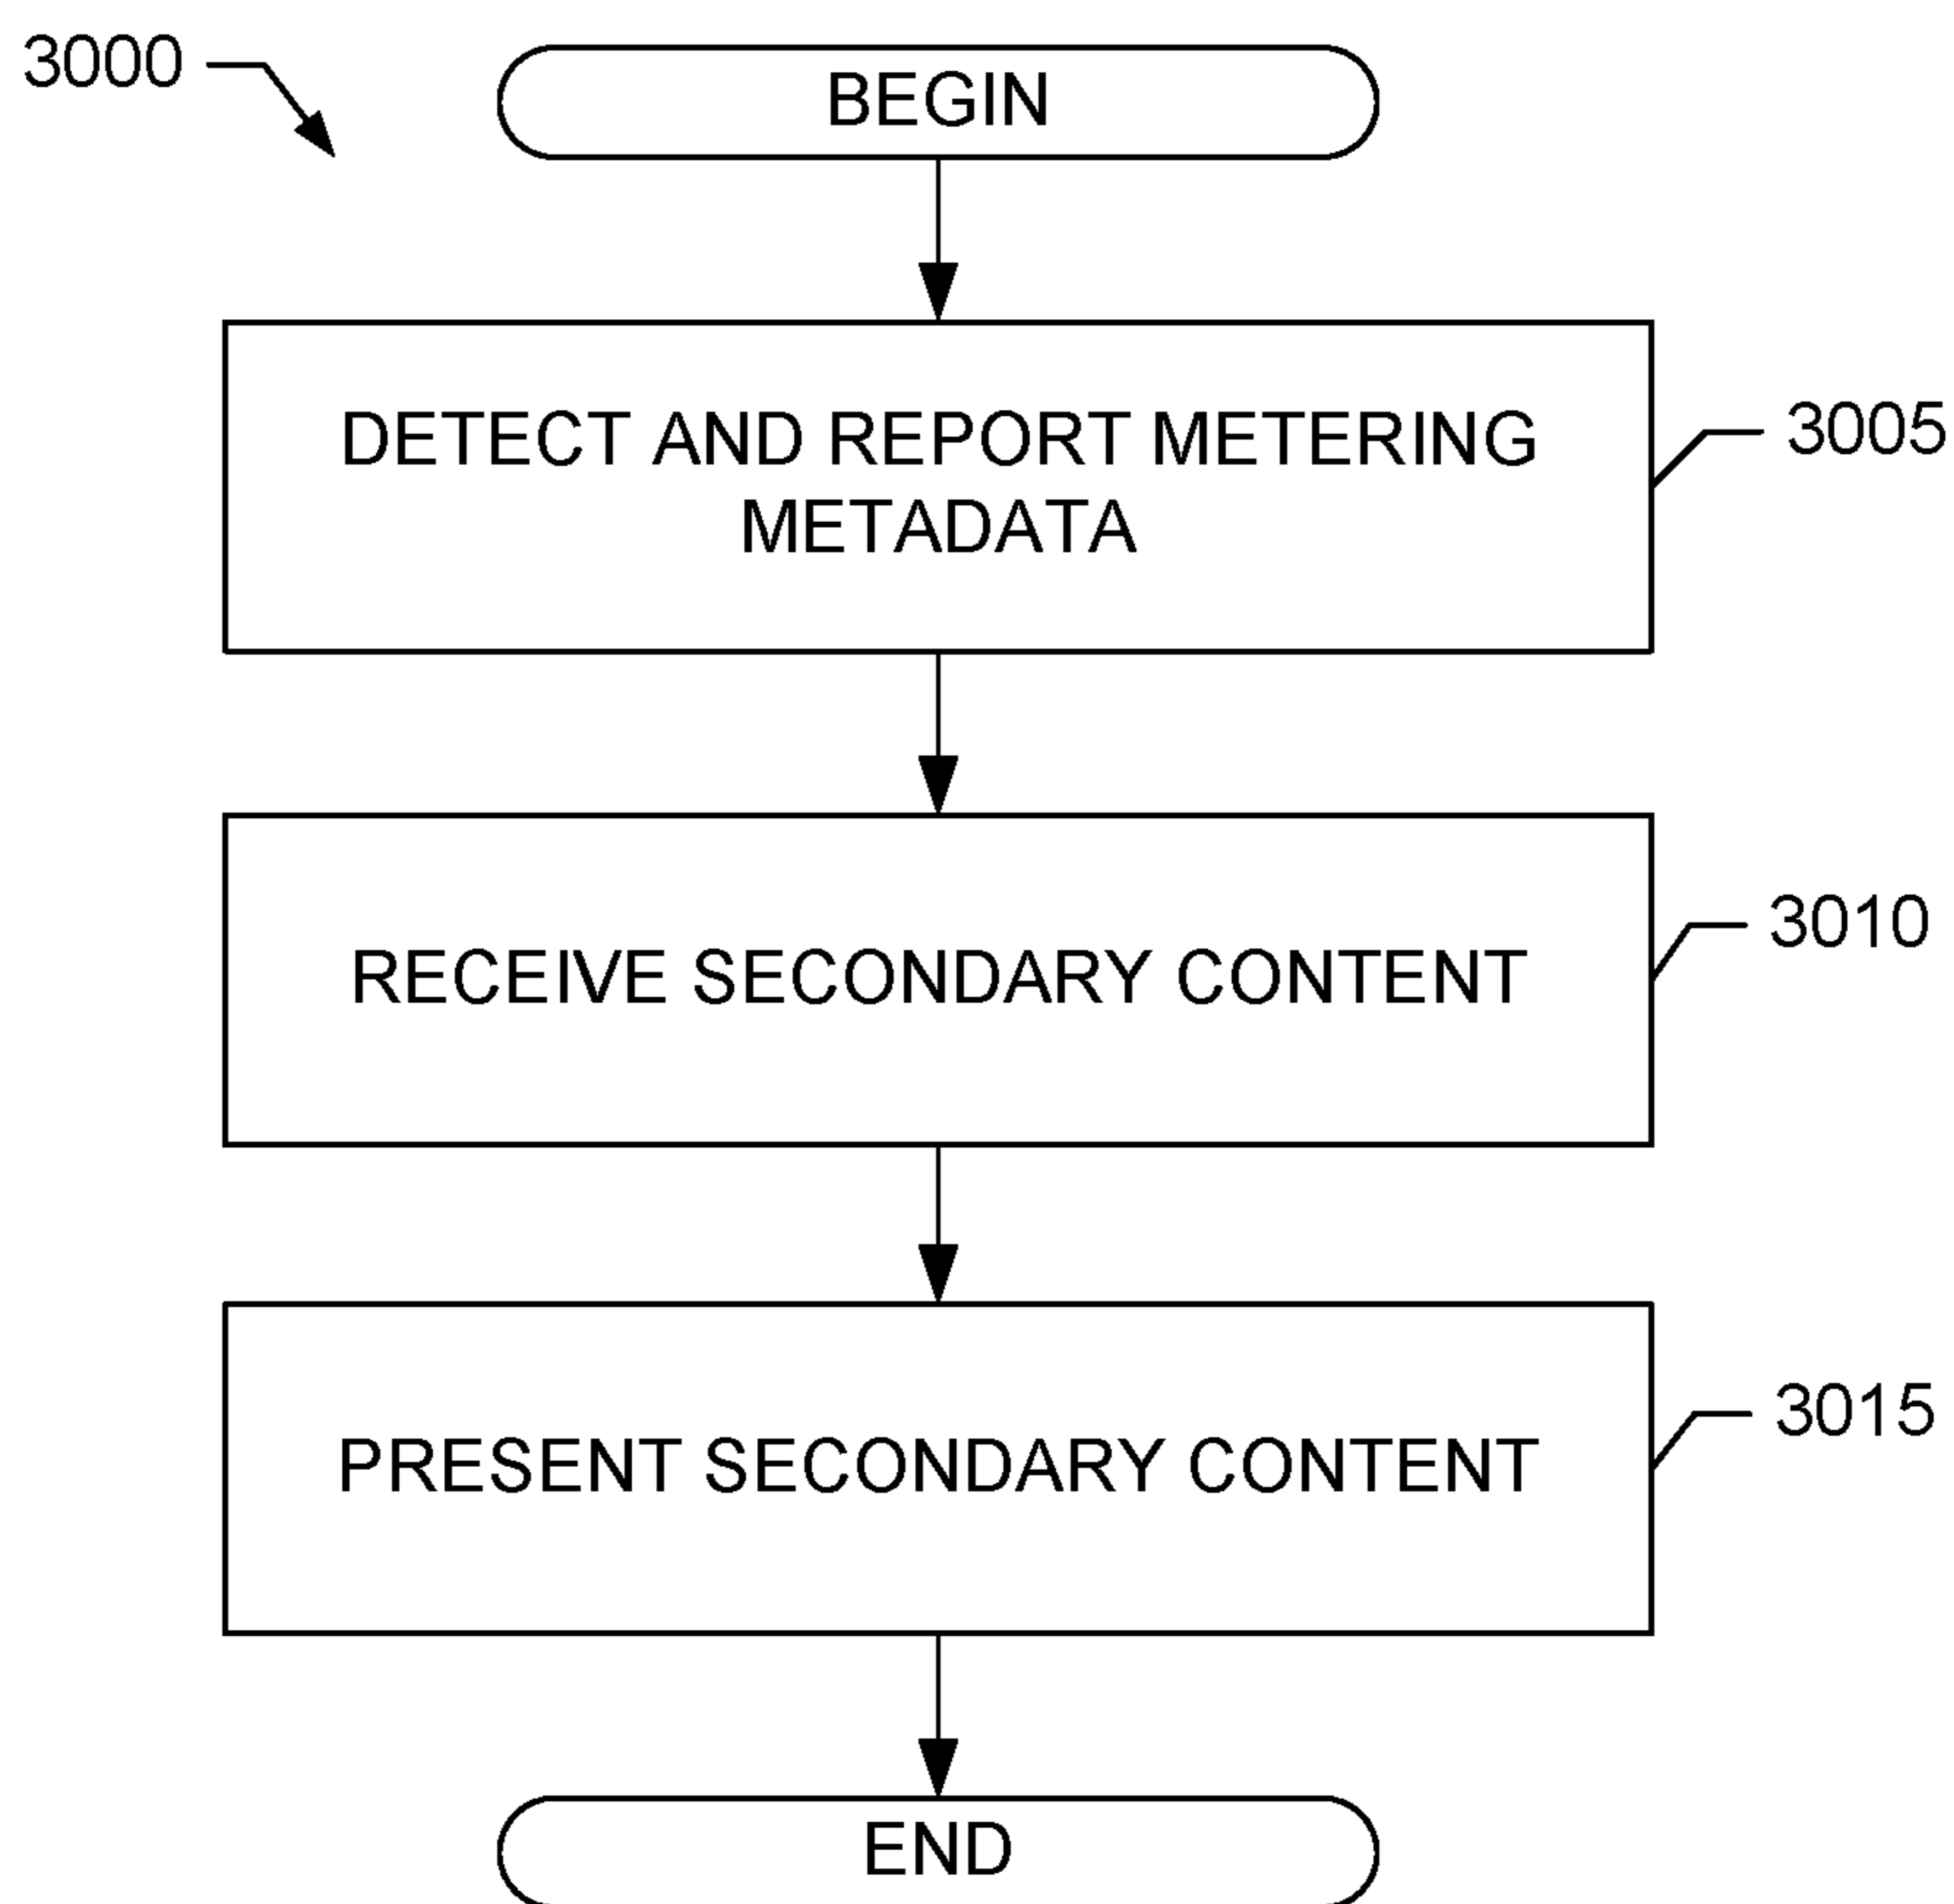 3000
BEGIN
DETECT AND REPORT METERING
METADATA
3005
RECEIVE SECONDARY CONTENT
3010
PRESENT SECONDARY CONTENT
3015
END